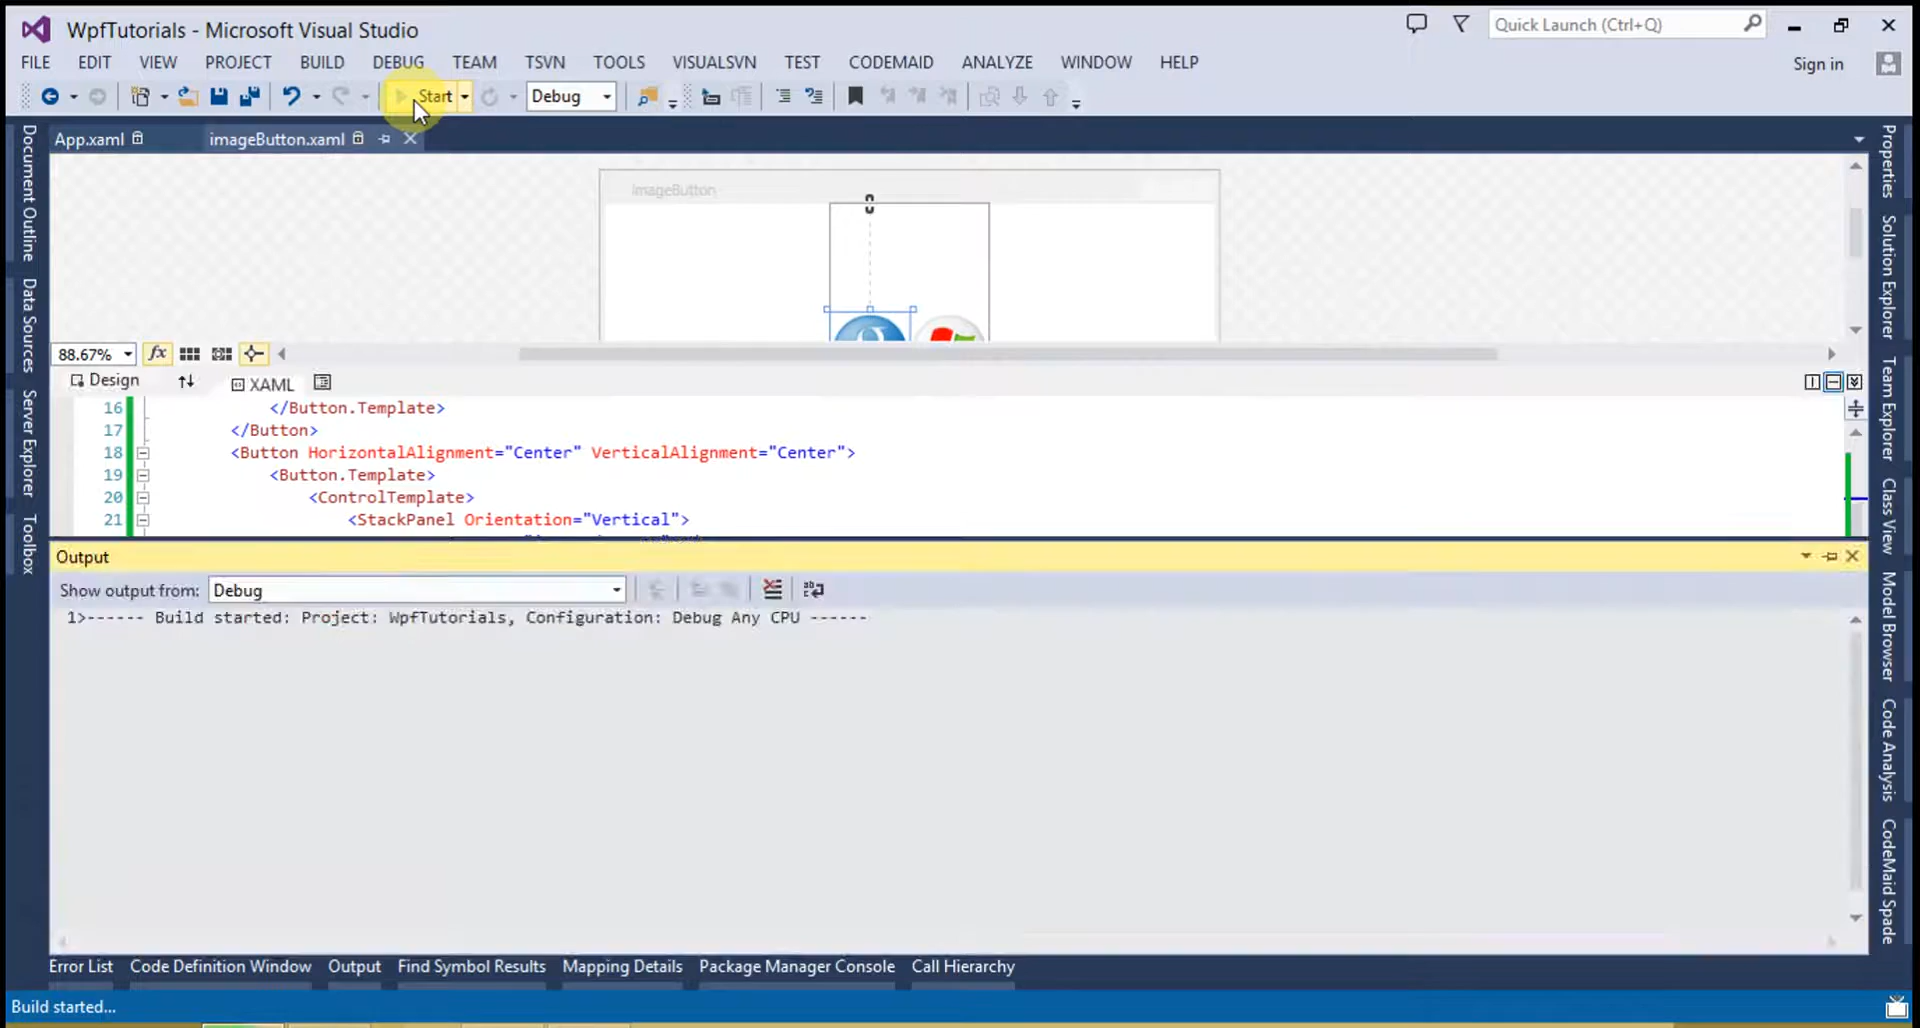 WpfTutorials - Microsoft Visual Studio
Quick Launch (Ctrl+Q)
FILE EDIT VIEW PROJECT BUILD DEBUG TEAM TSVN TOOLS VISUALSVN TEST CODEMAID ANALYZE WINDOW HELP
Sign in
Start Debug
App.xaml imageButton.xaml
Document Outline
Data Sources
Server Explorer
Toolbox
Properties
Solution Explorer
Team Explorer
Class View
Model Browser
Code Analysis
CodeMaid Spade
imageButton
88.67%
Design XAML
16 </Button.Template>
17 </Button>
18 <Button HorizontalAlignment="Center" VerticalAlignment="Center">
19 <Button.Template>
20 <ControlTemplate>
21 <StackPanel Orientation="Vertical">
Output
Show output from: Debug
1>------ Build started: Project: WpfTutorials, Configuration: Debug Any CPU ------
Error List Code Definition Window Output Find Symbol Results Mapping Details Package Manager Console Call Hierarchy
Build started...